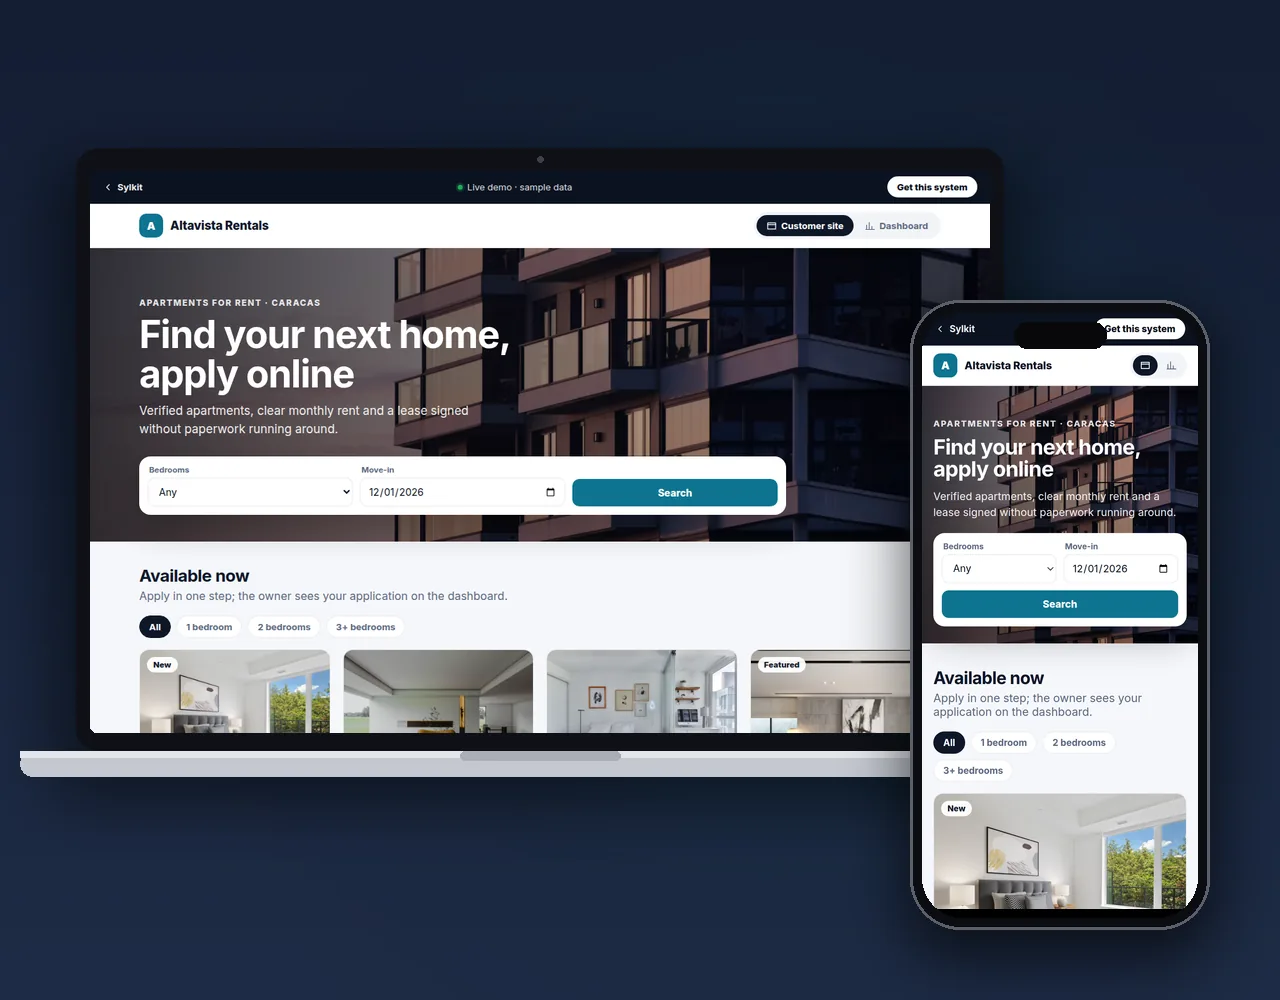 Sylkit
Live demo · sample data
Get this system
A
Altavista Rentals
Customer site
Dashboard
APARTMENTS FOR RENT · CARACAS
Find your next home,
apply online
Verified apartments, clear monthly rent and a lease signed
without paperwork running around.
Bedrooms
Move-in
Any
12/01/2026
Search
Available now
Apply in one step; the owner sees your application on the dashboard.
All
1 bedroom
2 bedrooms
3+ bedrooms
New
Featured
Sylkit
Get this system
A
Altavista Rentals
APARTMENTS FOR RENT · CARACAS
Find your next home,
apply online
Verified apartments, clear monthly rent and a
lease signed without paperwork running around.
Bedrooms
Move-in
Any
12/01/2026
Search
Available now
Apply in one step; the owner sees your
application on the dashboard.
All
1 bedroom
2 bedrooms
3+ bedrooms
New